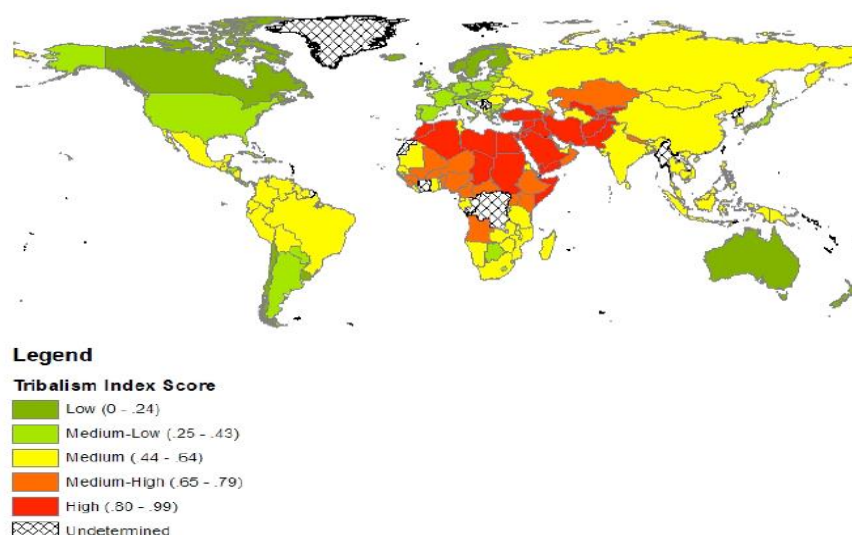 Legend
Tribalism Index Score
Low (0 - .24)
Medium-Low (.25 - .43)
Medium (.44 - .64)
Medium-High (.65 - .79)
High (.80 - .99)
Undetermined